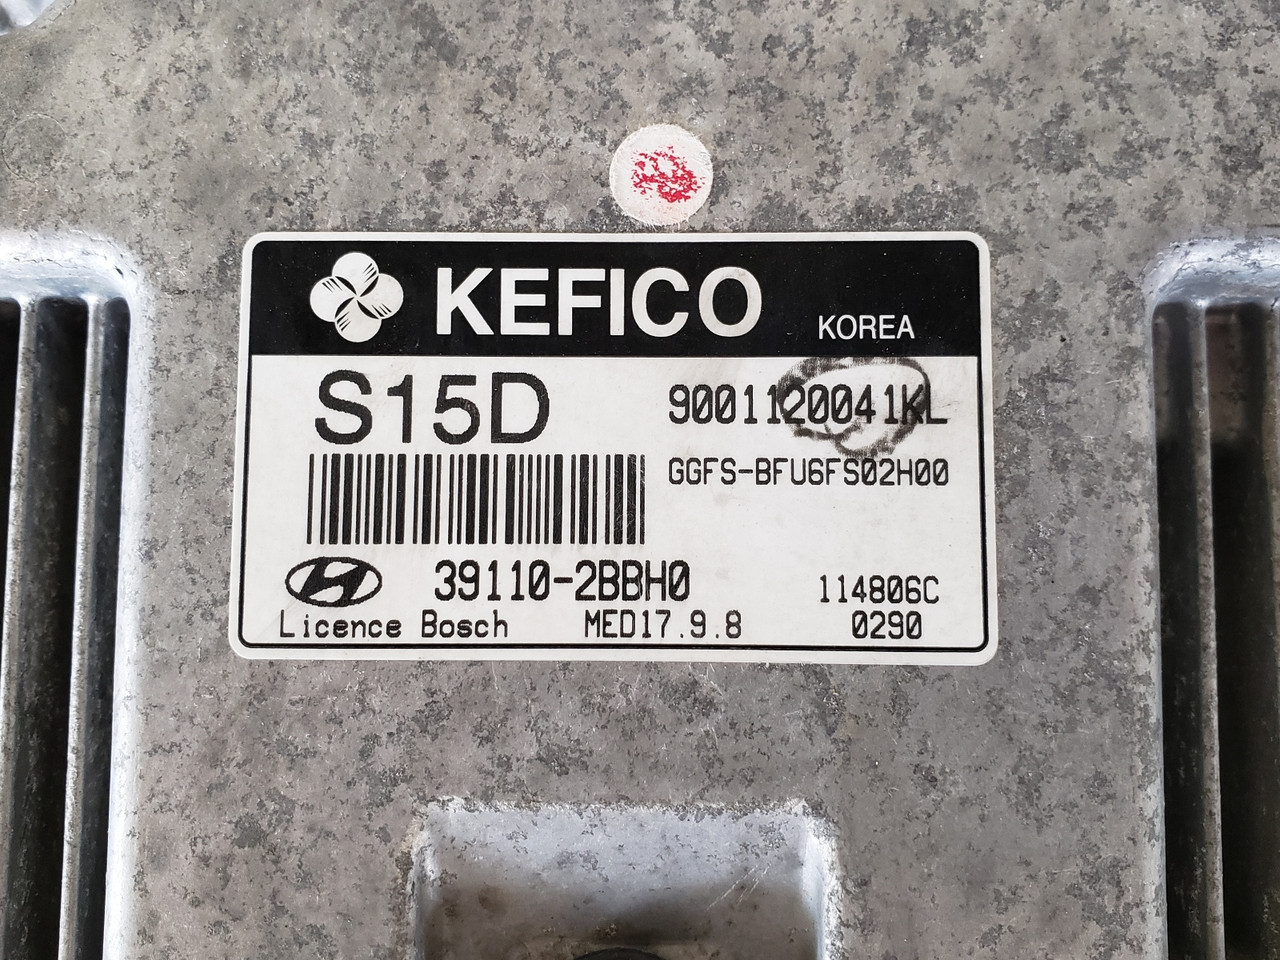 KEFICO
KOREA
S15D
9001120041KL
GGFS-BFU6FS02H00
39110-2BBH0
114806C
Licence Bosch MED17.9.8
0290